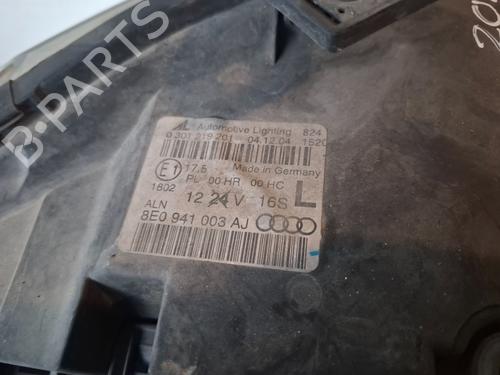 B-PARTS
AL Automotive Lighting 824
0 301 219 201 04.12.04 1520
E1 17.5 Made in Germany
1802 PL 00 HR 00 HC
ALN 12 24 V 16S L
8E0 941 003 AJ